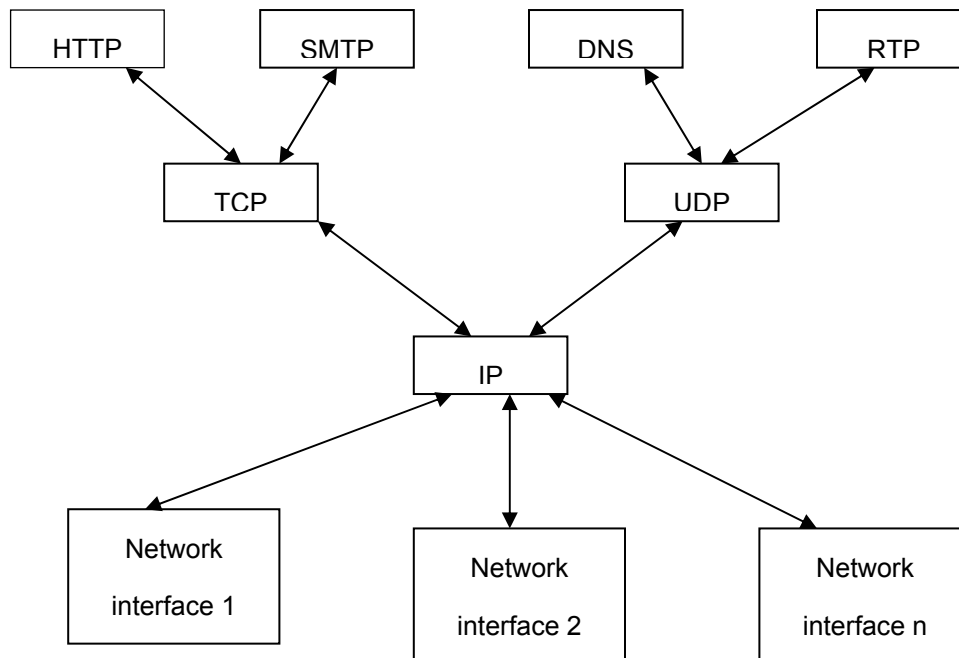 HTTP
SMTP
DNS
RTP
TCP
UDP
IP
Network
interface 1
Network
interface 2
Network
interface n